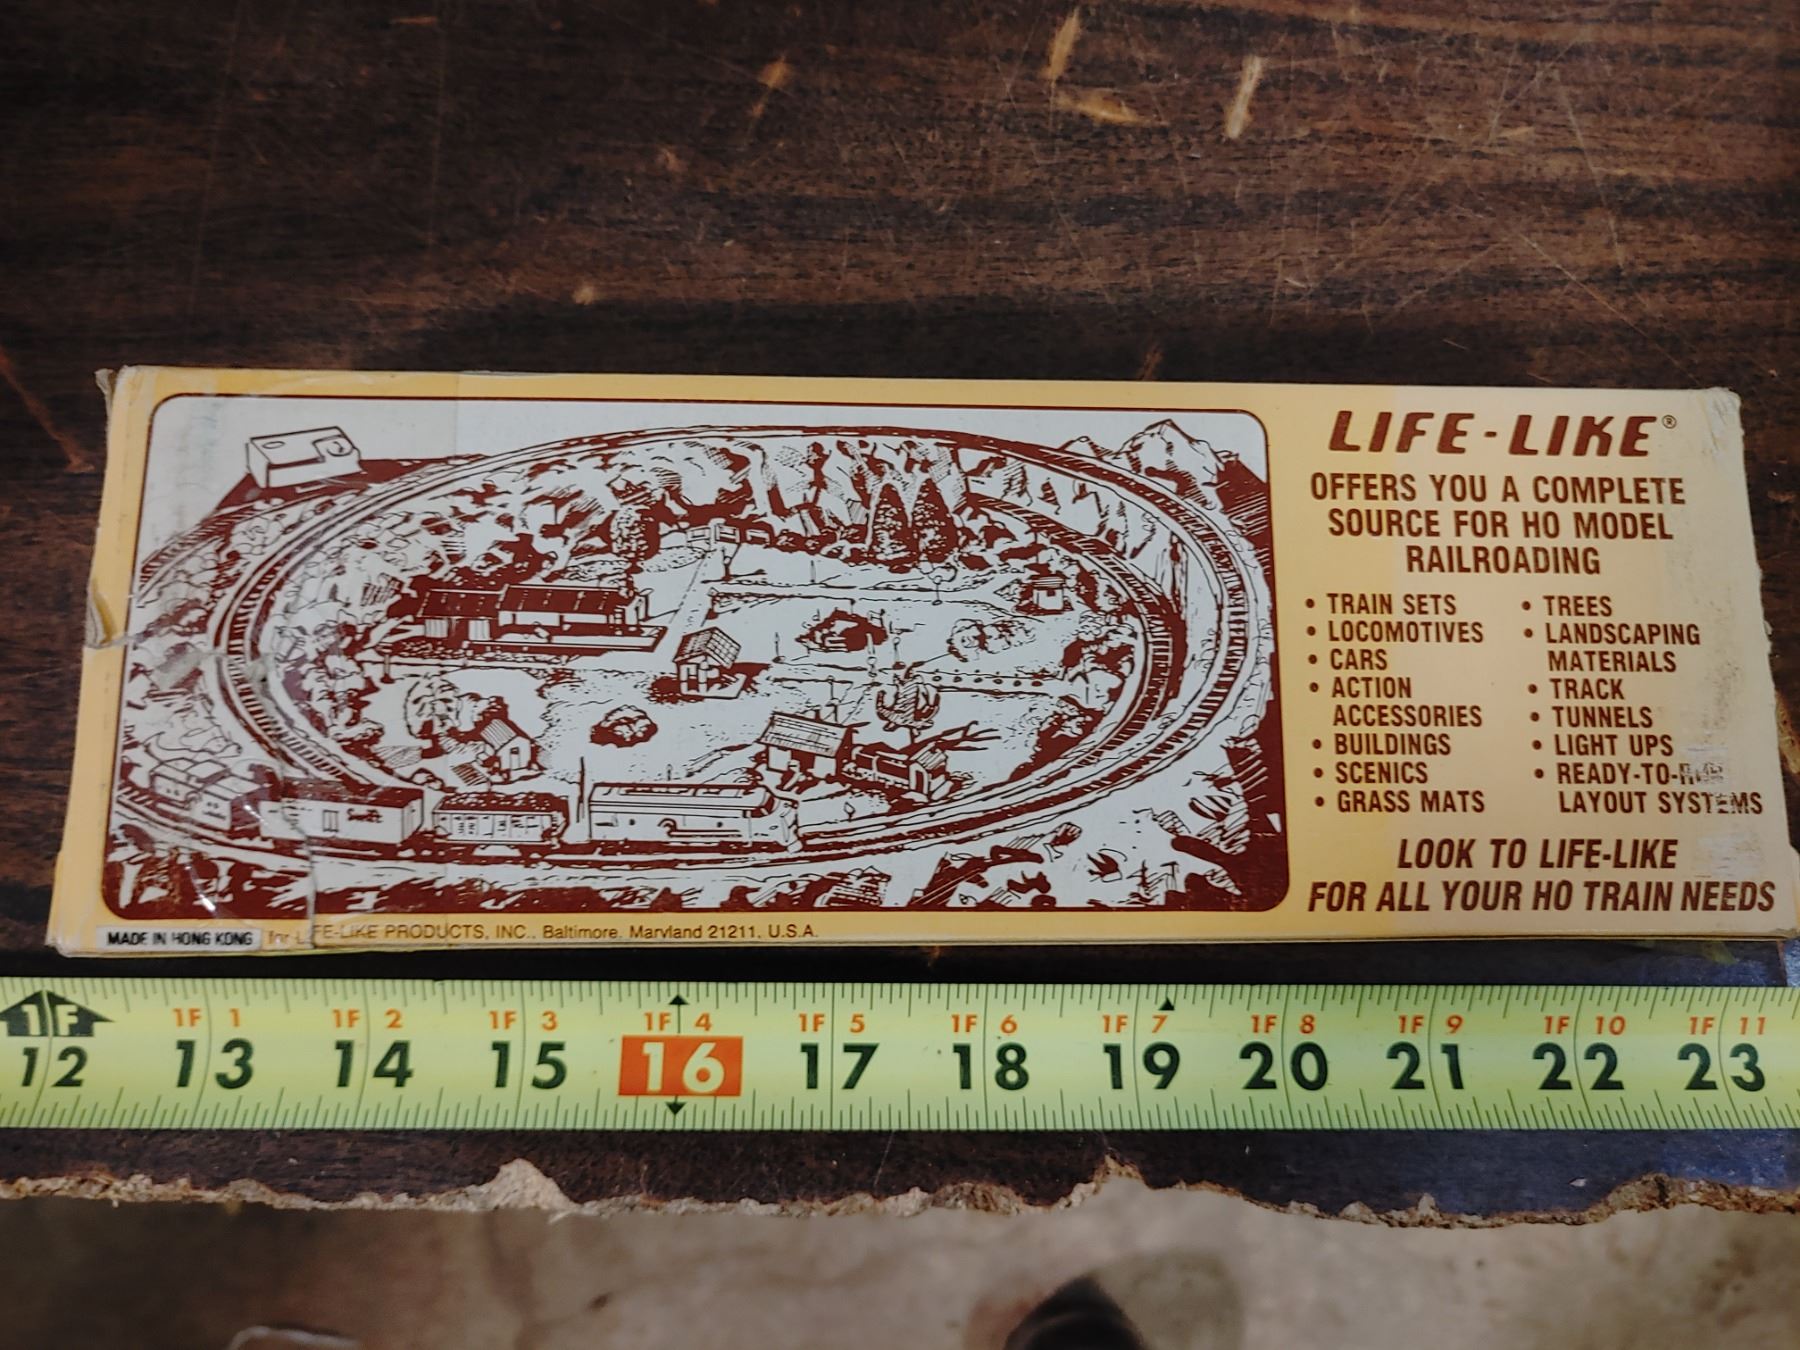 LIFE-LIKE®
OFFERS YOU A COMPLETE
SOURCE FOR HO MODEL
RAILROADING
• TRAIN SETS
• LOCOMOTIVES
• CARS
• ACTION
ACCESSORIES
• BUILDINGS
• SCENICS
• GRASS MATS
• TREES
• LANDSCAPING
MATERIALS
• TRACK
• TUNNELS
• LIGHT UPS
• READY-TO-
LAYOUT SYSTEMS
LOOK TO LIFE-LIKE
FOR ALL YOUR HO TRAIN NEEDS
Swift
MADE IN HONG KONG for LIFE-LIKE PRODUCTS, INC., Baltimore, Maryland 21211, U.S.A.
1F 1F 1 1F 2 1F 3 1F 4 1F 5 1F 6 1F 7 1F 8 1F 9 1F 10 1F 11
12 13 14 15 16 17 18 19 20 21 22 23